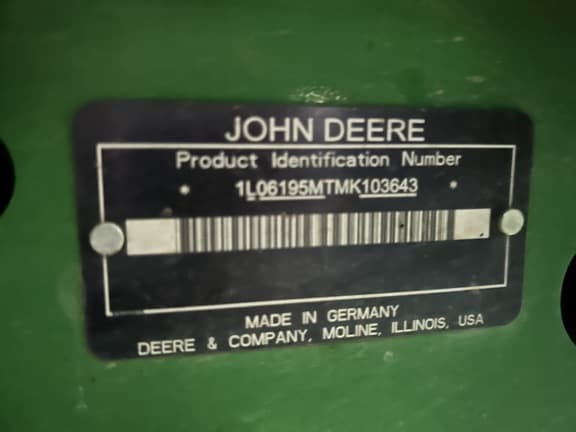 JOHN DEERE
Product Identification Number
* 1L06195MTMK103643 *
MADE IN GERMANY
DEERE & COMPANY, MOLINE, ILLINOIS, USA